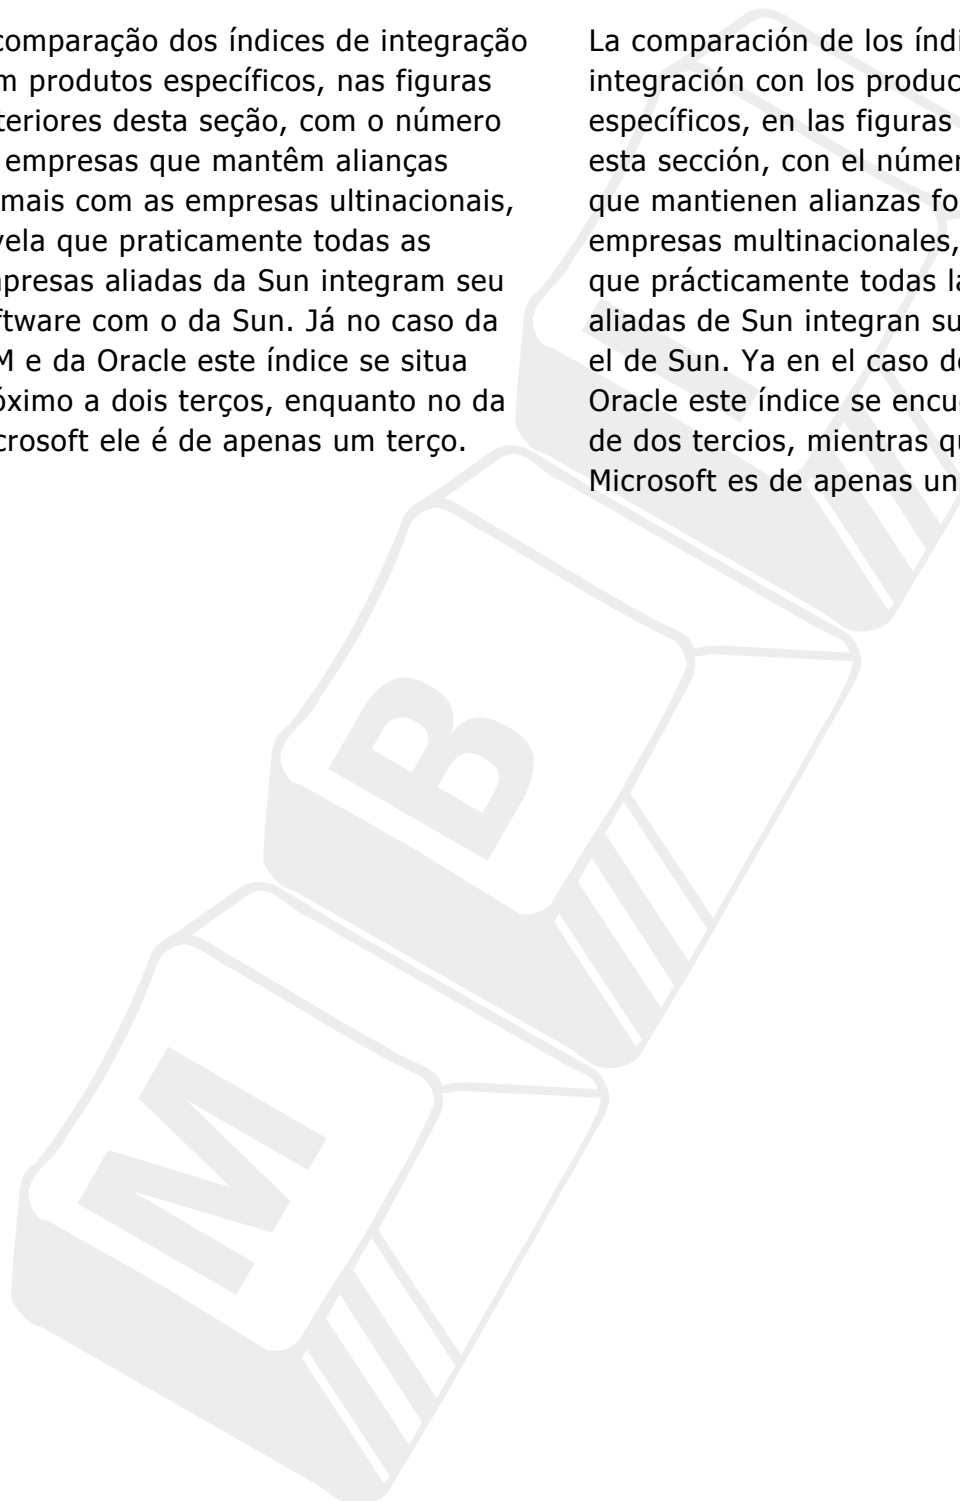 comparação dos índices de integração
m produtos específicos, nas figuras
teriores desta seção, com o número
empresas que mantêm alianças
mais com as empresas ultinacionais,
vela que praticamente todas as
presas aliadas da Sun integram seu
ftware com o da Sun. Já no caso da
M e da Oracle este índice se situa
óximo a dois terços, enquanto no da
crosoft ele é de apenas um terço.
La comparación de los índi
integración con los produc
específicos, en las figuras
esta sección, con el númer
que mantienen alianzas fo
empresas multinacionales,
que prácticamente todas la
aliadas de Sun integran su
el de Sun. Ya en el caso de
Oracle este índice se encue
de dos tercios, mientras qu
Microsoft es de apenas un
I
B
M